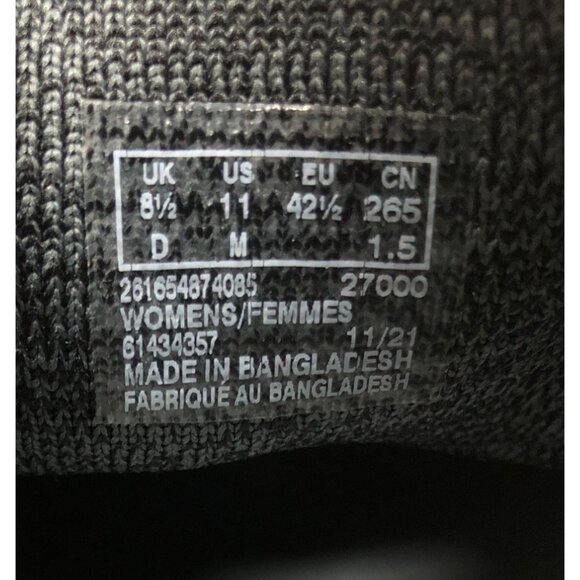 UK US EU CN
8½ 11 42½ 265
D M 1.5
261654874085 27000
WOMENS/FEMMES
61434357 11/21
MADE IN BANGLADESH
FABRIQUÉ AU BANGLADESH